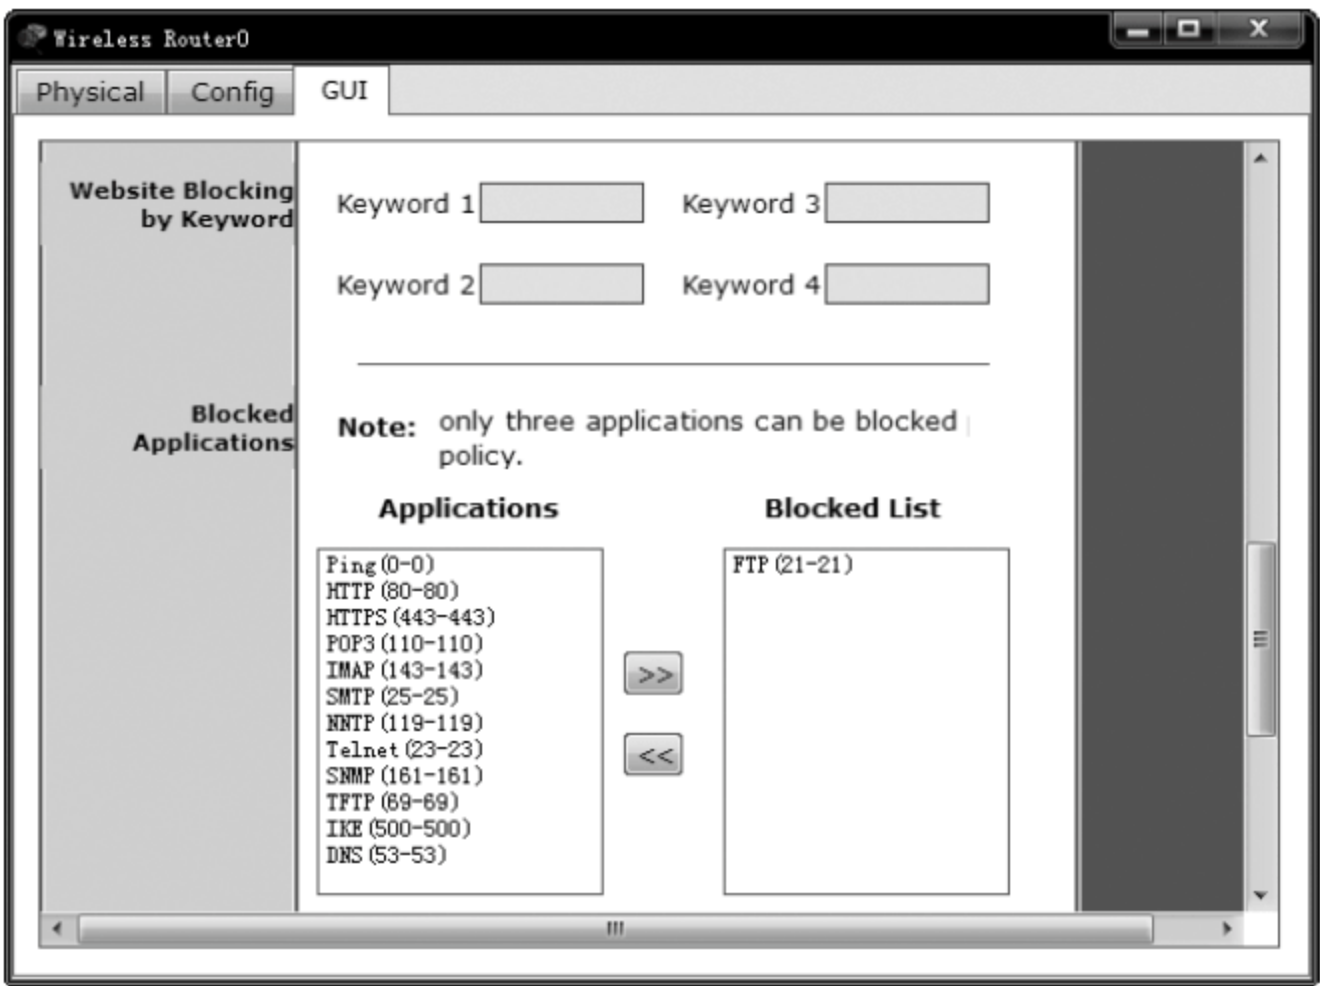 Wireless Router0
Physical
Config
GUI
Website Blocking
by Keyword
Keyword 1
Keyword 3
Keyword 2
Keyword 4
Blocked
Applications
Note: only three applications can be blocked
policy.
Applications
Blocked List
Ping(0-0)
HTTP(80-80)
HTTPS(443-443)
POP3(110-110)
IMAP(143-143)
SMTP(25-25)
NNTP(119-119)
Telnet(23-23)
SNMP(161-161)
TFTP(69-69)
IKE(500-500)
DNS(53-53)
>>
<<
FTP(21-21)